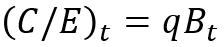 (C/E)_t = qB_t